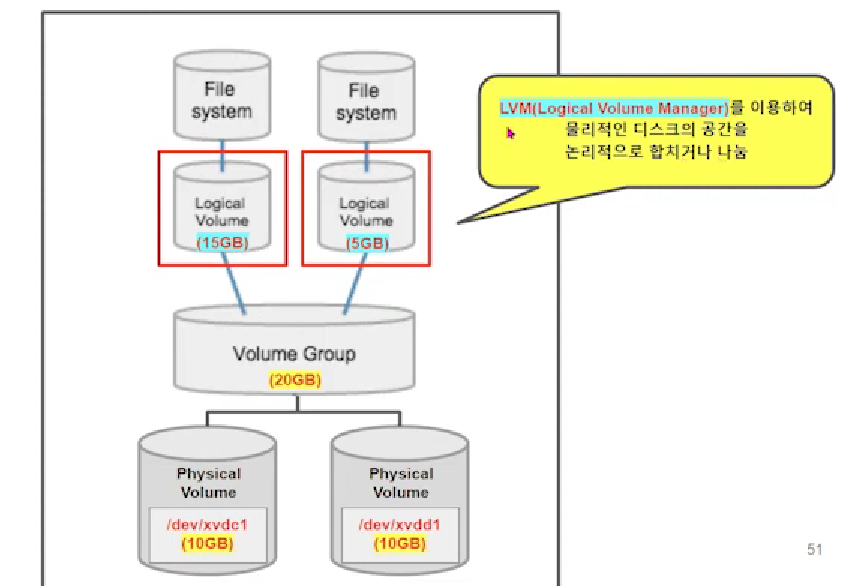 File
system
File
system
LVM(Logical Volume Manager)를 이용하여
물리적인 디스크의 공간을
논리적으로 합치거나 나눔
Logical
Volume
(15GB)
Logical
Volume
(5GB)
Volume Group
(20GB)
Physical
Volume
/dev/xvdc1
(10GB)
Physical
Volume
/dev/xvdd1
(10GB)
51